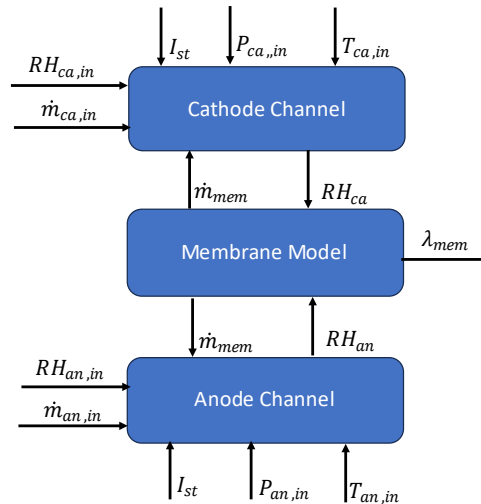 I_st P_ca,,in T_ca,in
RH_ca,in
ṁ_ca,in
Cathode Channel
ṁ_mem RH_ca
Membrane Model
λ_mem
ṁ_mem RH_an
RH_an,in
ṁ_an,in
Anode Channel
I_st P_an,in T_an,in